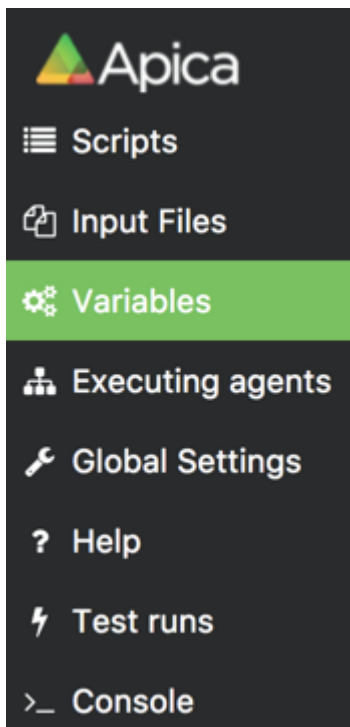 Apica
Scripts
Input Files
Variables
Executing agents
Global Settings
? Help
Test runs
>_ Console